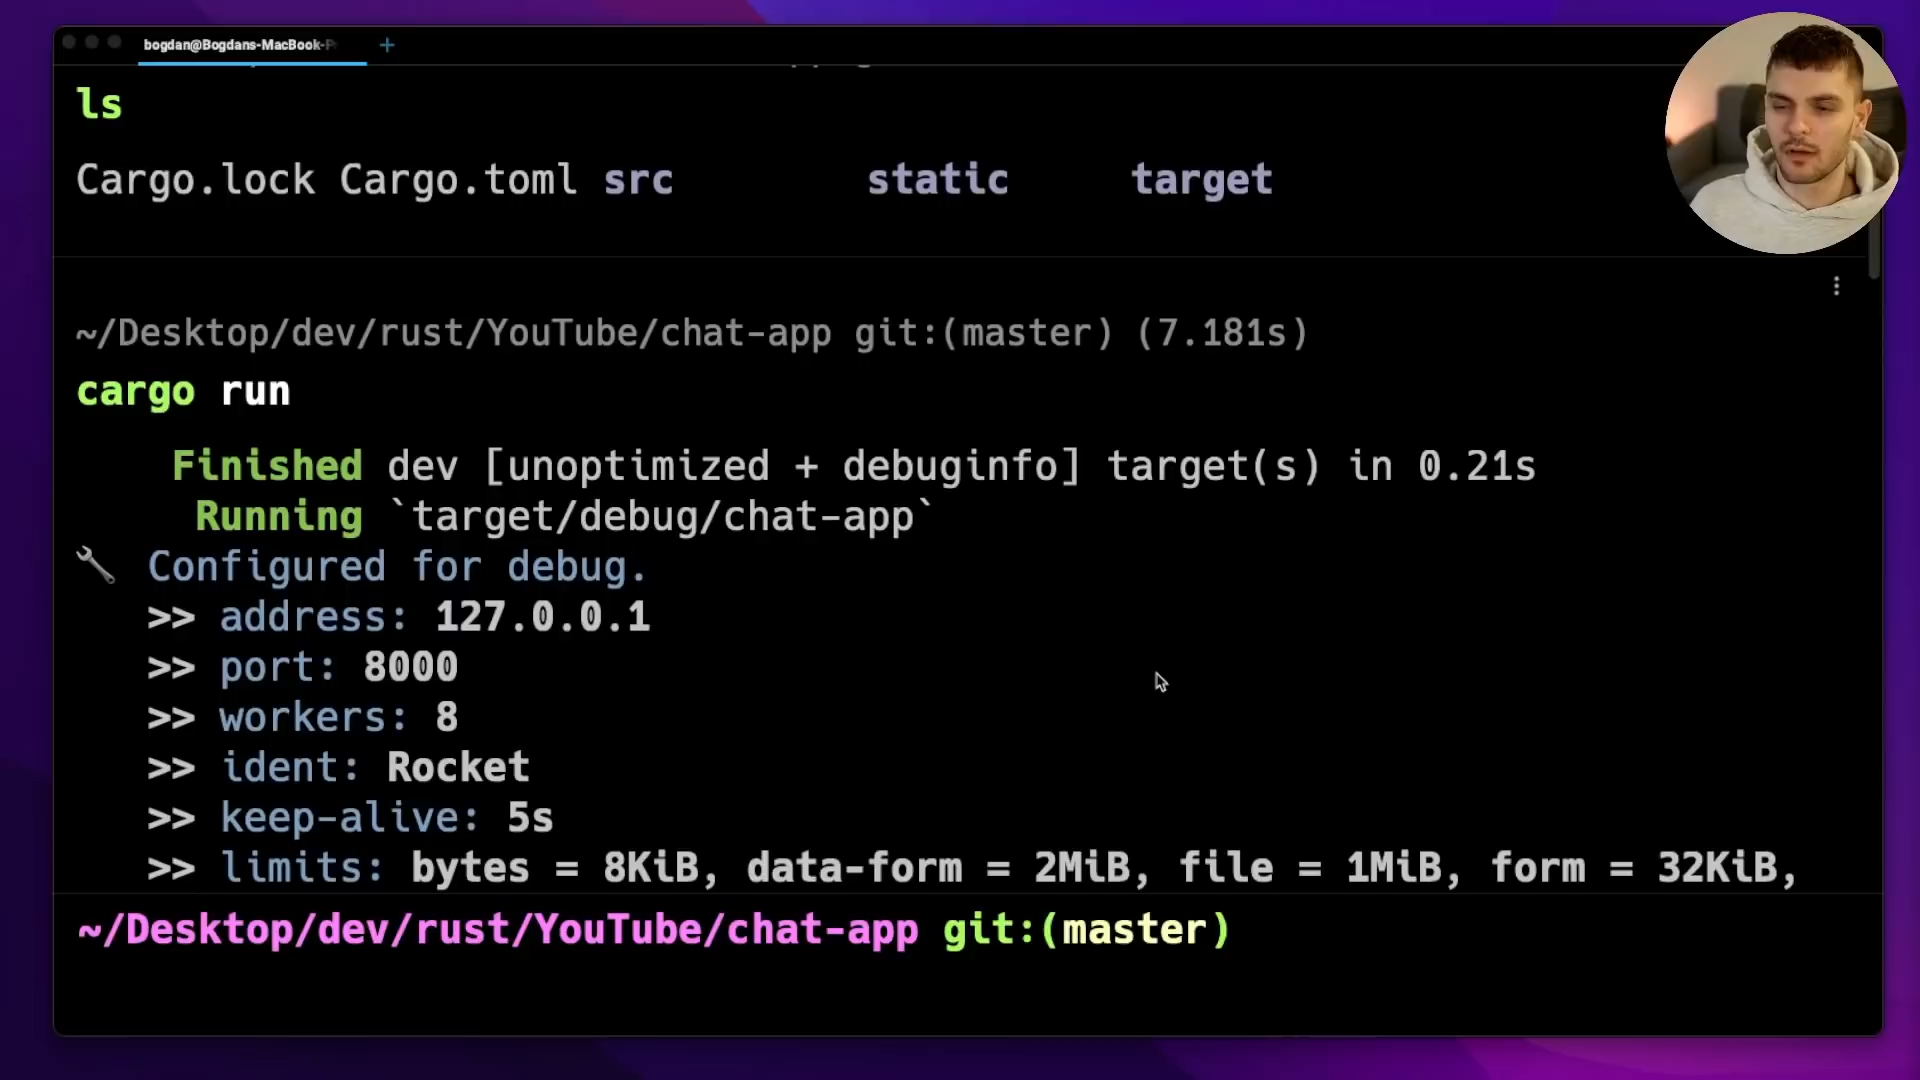 bogdan@Bogdans-MacBook-P
+
ls
Cargo.lock Cargo.toml src static target
~/Desktop/dev/rust/YouTube/chat-app git:(master) (7.181s)
cargo run
Finished dev [unoptimized + debuginfo] target(s) in 0.21s
Running `target/debug/chat-app`
Configured for debug.
>> address: 127.0.0.1
>> port: 8000
>> workers: 8
>> ident: Rocket
>> keep-alive: 5s
>> limits: bytes = 8KiB, data-form = 2MiB, file = 1MiB, form = 32KiB,
~/Desktop/dev/rust/YouTube/chat-app git:(master)